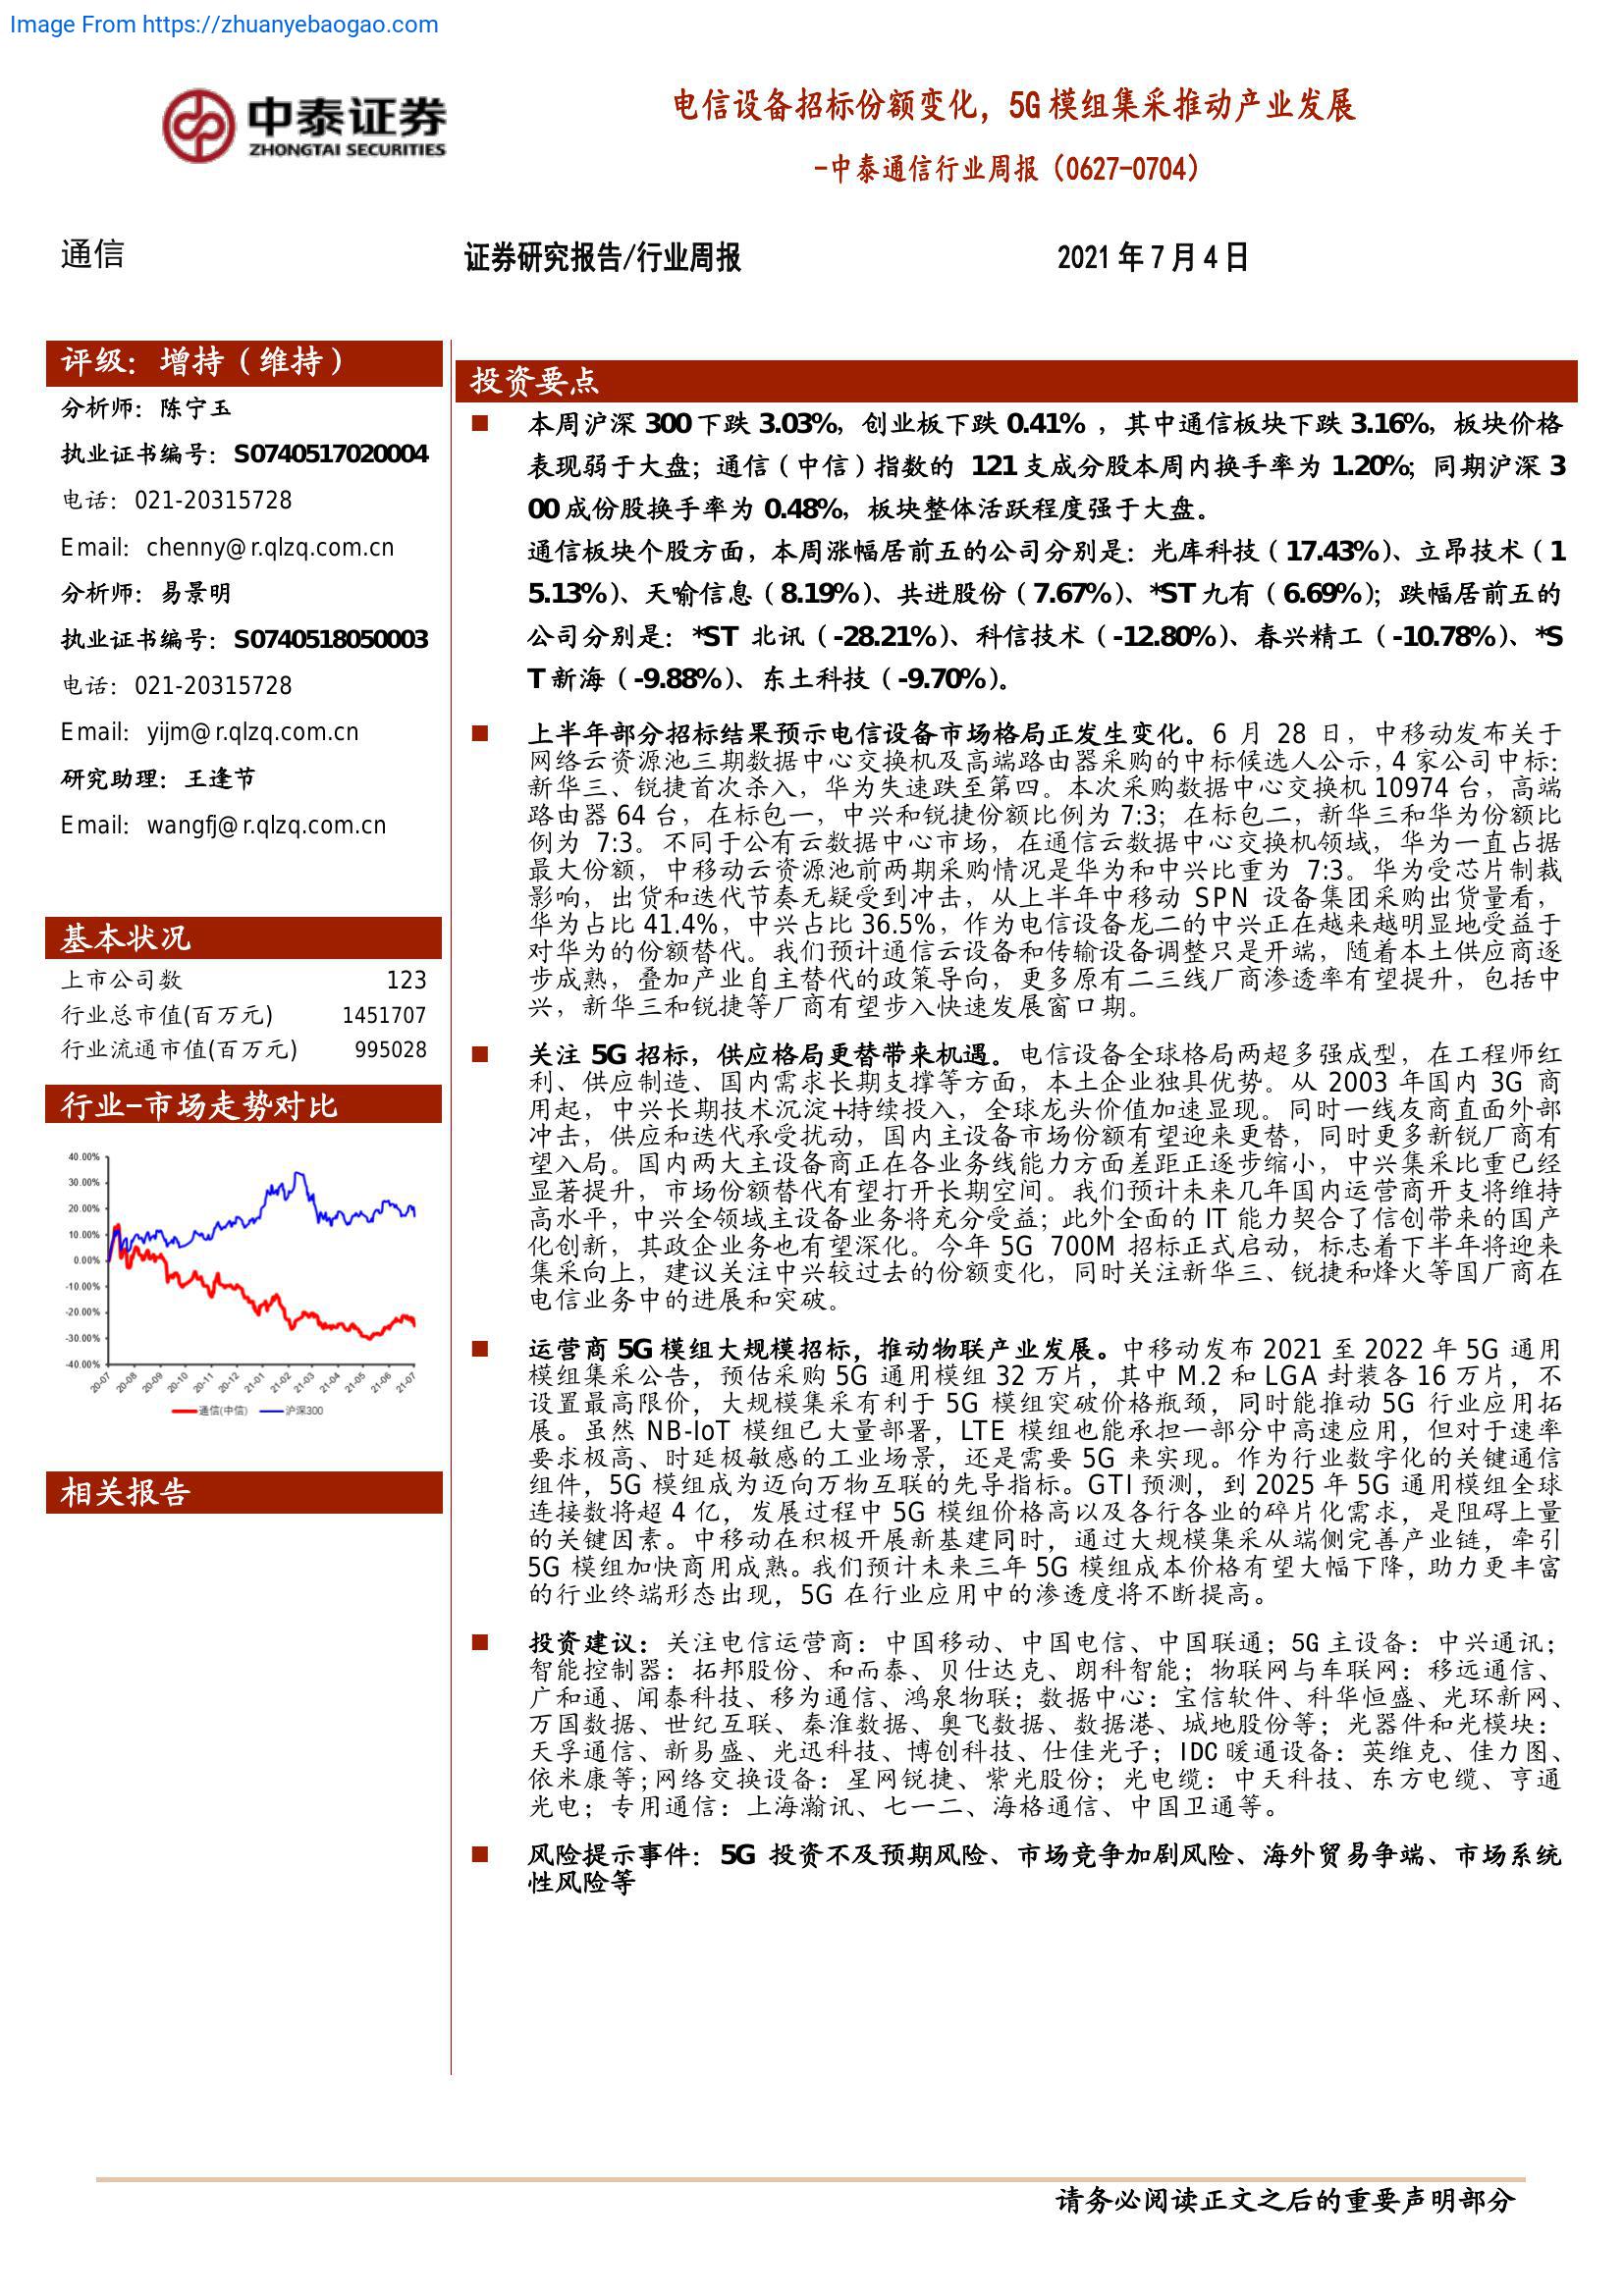 Image From https://zhuanyebaogao.com
中泰证券
ZHONGTAI SECURITIES
电信设备招标份额变化，5G模组集采推动产业发展
-中泰通信行业周报（0627-0704）
通信
证券研究报告/行业周报
2021年7月4日
评级：增持（维持）
分析师：陈宁玉
执业证书编号：S0740517020004
电话：021-20315728
Email：chenny@r.qlzq.com.cn
分析师：易景明
执业证书编号：S0740518050003
电话：021-20315728
Email：yijm@r.qlzq.com.cn
研究助理：王逢节
Email：wangfj@r.qlzq.com.cn
基本状况
上市公司数 123
行业总市值(百万元) 1451707
行业流通市值(百万元) 995028
行业-市场走势对比
40.00%
30.00%
20.00%
10.00%
0.00%
-10.00%
-20.00%
-30.00%
-40.00%
20-07 20-08 20-09 20-10 20-11 20-12 21-01 21-02 21-03 21-04 21-05 21-06 21-07
通信(中信) 沪深300
相关报告
投资要点
■ 本周沪深300下跌3.03%，创业板下跌0.41%，其中通信板块下跌3.16%，板块价格
表现弱于大盘；通信（中信）指数的 121支成分股本周内换手率为1.20%；同期沪深3
00成份股换手率为0.48%，板块整体活跃程度强于大盘。
通信板块个股方面，本周涨幅居前五的公司分别是：光库科技（17.43%）、立昂技术（1
5.13%）、天喻信息（8.19%）、共进股份（7.67%）、*ST九有（6.69%）；跌幅居前五的
公司分别是：*ST 北讯（-28.21%）、科信技术（-12.80%）、春兴精工（-10.78%）、*S
T新海（-9.88%）、东土科技（-9.70%）。
■ 上半年部分招标结果预示电信设备市场格局正发生变化。6 月 28 日，中移动发布关于
网络云资源池三期数据中心交换机及高端路由器采购的中标候选人公示，4家公司中标：
新华三、锐捷首次杀入，华为失速跌至第四。本次采购数据中心交换机10974台，高端
路由器64台，在标包一，中兴和锐捷份额比例为7:3；在标包二，新华三和华为份额比
例为 7:3。不同于公有云数据中心市场，在通信云数据中心交换机领域，华为一直占据
最大份额，中移动云资源池前两期采购情况是华为和中兴比重为 7:3。华为受芯片制裁
影响，出货和迭代节奏无疑受到冲击，从上半年中移动 SPN 设备集团采购出货量看，
华为占比41.4%，中兴占比36.5%，作为电信设备龙二的中兴正在越来越明显地受益于
对华为的份额替代。我们预计通信云设备和传输设备调整只是开端，随着本土供应商逐
步成熟，叠加产业自主替代的政策导向，更多原有二三线厂商渗透率有望提升，包括中
兴，新华三和锐捷等厂商有望步入快速发展窗口期。
■ 关注5G招标，供应格局更替带来机遇。电信设备全球格局两超多强成型，在工程师红
利、供应制造、国内需求长期支撑等方面，本土企业独具优势。从 2003 年国内 3G 商
用起，中兴长期技术沉淀+持续投入，全球龙头价值加速显现。同时一线友商直面外部
冲击，供应和迭代承受扰动，国内主设备市场份额有望迎来更替，同时更多新锐厂商有
望入局。国内两大主设备商正在各业务线能力方面差距正逐步缩小，中兴集采比重已经
显著提升，市场份额替代有望打开长期空间。我们预计未来几年国内运营商开支将维持
高水平，中兴全领域主设备业务将充分受益；此外全面的IT 能力契合了信创带来的国产
化创新，其政企业务也有望深化。今年 5G 700M 招标正式启动，标志着下半年将迎来
集采向上，建议关注中兴较过去的份额变化，同时关注新华三、锐捷和烽火等国厂商在
电信业务中的进展和突破。
■ 运营商5G模组大规模招标，推动物联产业发展。中移动发布 2021 至 2022 年 5G 通用
模组集采公告，预估采购 5G 通用模组 32 万片，其中 M.2 和 LGA 封装各 16 万片，不
设置最高限价，大规模集采有利于 5G 模组突破价格瓶颈，同时能推动 5G 行业应用拓
展。虽然 NB-IoT 模组已大量部署，LTE 模组也能承担一部分中高速应用，但对于速率
要求极高、时延极敏感的工业场景，还是需要 5G 来实现。作为行业数字化的关键通信
组件，5G 模组成为迈向万物互联的先导指标。GTI 预测，到 2025 年 5G 通用模组全球
连接数将超 4 亿，发展过程中 5G 模组价格高以及各行各业的碎片化需求，是阻碍上量
的关键因素。中移动在积极开展新基建同时，通过大规模集采从端侧完善产业链，牵引
5G 模组加快商用成熟。我们预计未来三年 5G 模组成本价格有望大幅下降，助力更丰富
的行业终端形态出现，5G 在行业应用中的渗透度将不断提高。
■ 投资建议：关注电信运营商：中国移动、中国电信、中国联通；5G主设备：中兴通讯；
智能控制器：拓邦股份、和而泰、贝仕达克、朗科智能；物联网与车联网：移远通信、
广和通、闻泰科技、移为通信、鸿泉物联；数据中心：宝信软件、科华恒盛、光环新网、
万国数据、世纪互联、秦淮数据、奥飞数据、数据港、城地股份等；光器件和光模块：
天孚通信、新易盛、光迅科技、博创科技、仕佳光子；IDC暖通设备：英维克、佳力图、
依米康等；网络交换设备：星网锐捷、紫光股份；光电缆：中天科技、东方电缆、亨通
光电；专用通信：上海瀚讯、七一二、海格通信、中国卫通等。
■ 风险提示事件：5G 投资不及预期风险、市场竞争加剧风险、海外贸易争端、市场系统
性风险等
请务必阅读正文之后的重要声明部分